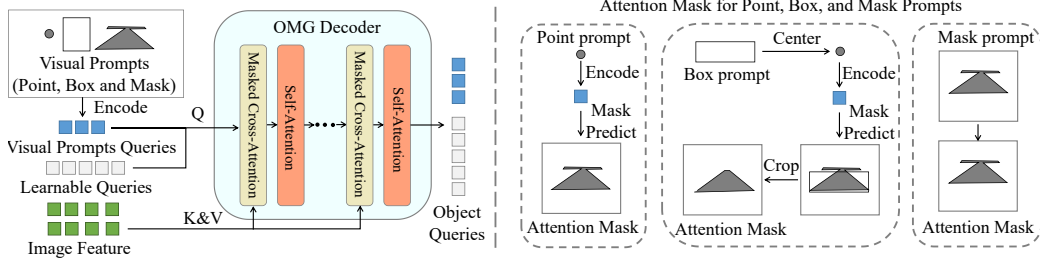 Visual Prompts
(Point, Box and Mask)
Encode
Visual Prompts Queries
Learnable Queries
Image Feature
Q
K&V
OMG Decoder
Masked Cross-Attention
Self-Attention
Masked Cross-Attention
Self-Attention
Object
Queries
Attention Mask for Point, Box, and Mask Prompts
Point prompt
Encode
Mask
Predict
Attention Mask
Box prompt
Center
Encode
Mask
Predict
Crop
Attention Mask
Mask prompt
Attention Mask